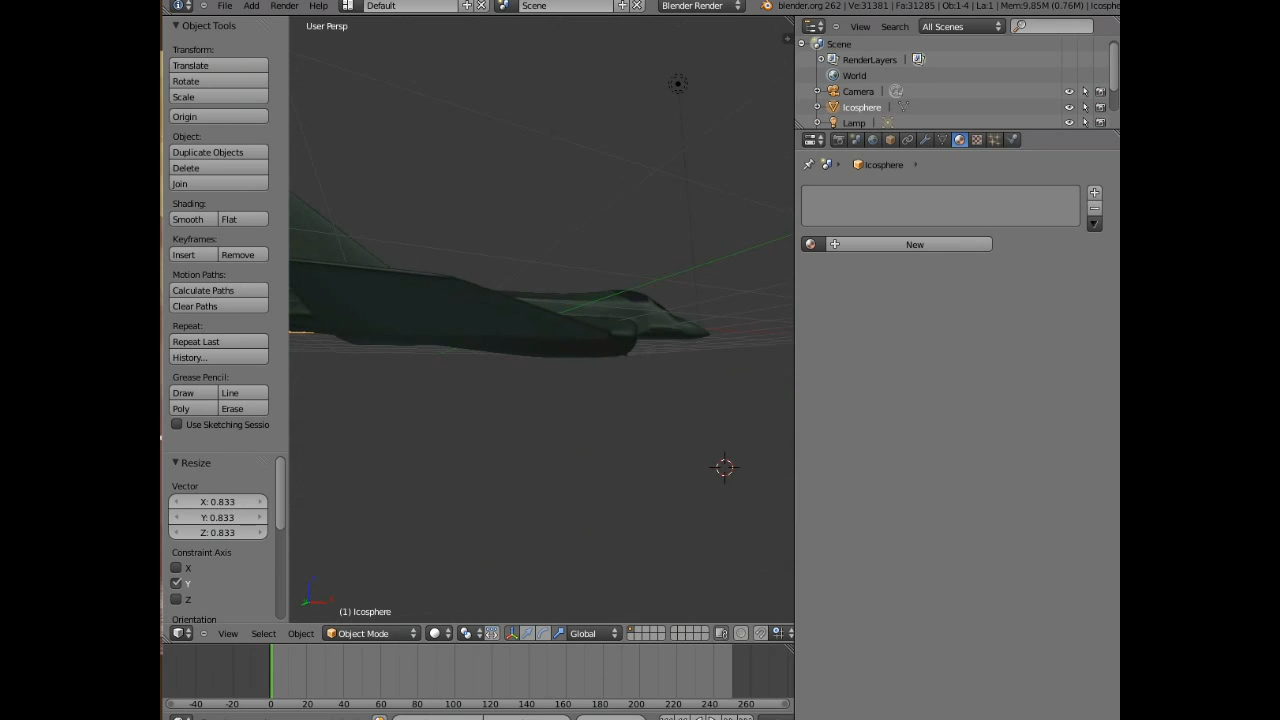 File Add Render Help Default Scene Blender Render blender.org 262 | Ve:31381 | Fa:31285 | Ob:1-4 | La:1 | Mem:9.85M (0.76M) | Icosphe
Object Tools
User Persp
View Search All Scenes
Scene
Transform:
RenderLayers |
Translate
World
Rotate
Camera |
Scale
Icosphere |
Origin
Lamp |
Object:
Duplicate Objects
Icosphere
Delete
Join
Shading:
Smooth Flat
Keyframes:
New
Insert Remove
Motion Paths:
Calculate Paths
Clear Paths
Repeat:
Repeat Last
History...
Grease Pencil:
Draw Line
Poly Erase
Use Sketching Sessio
Resize
Vector
X: 0.833
Y: 0.833
Z: 0.833
Constraint Axis
X
Y
Z
(1) Icosphere
Orientation
View Select Object Object Mode Global
-40 -20 0 20 40 60 80 100 120 140 160 180 200 220 240 260